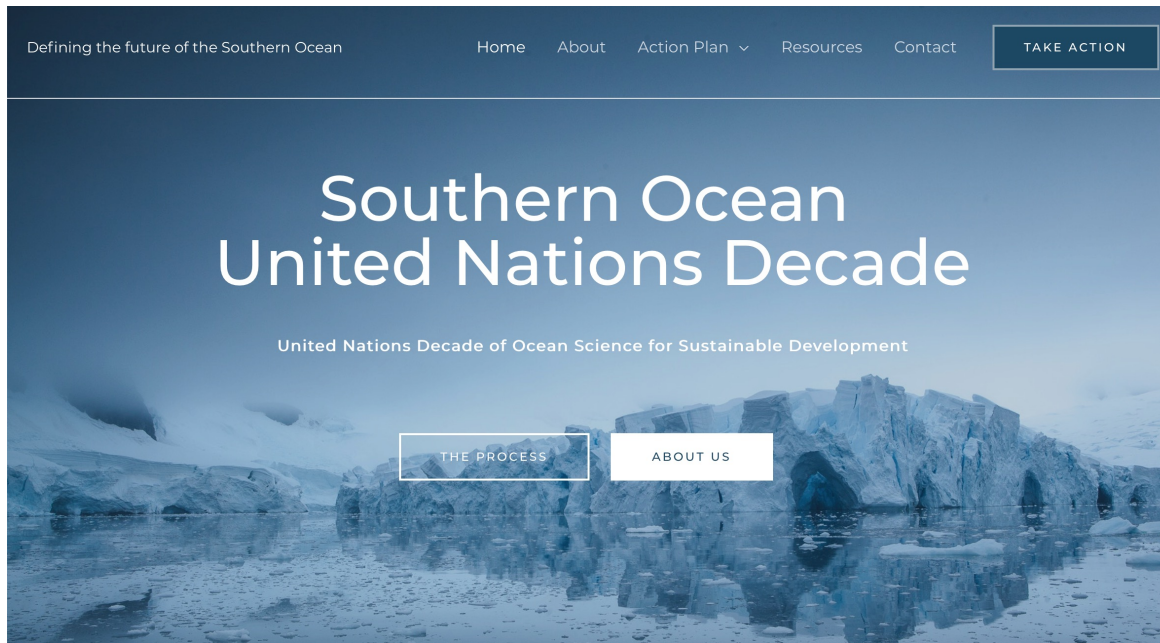 Defining the future of the Southern Ocean
Home About Action Plan Resources Contact TAKE ACTION
Southern Ocean
United Nations Decade
United Nations Decade of Ocean Science for Sustainable Development
THE PROCESS ABOUT US